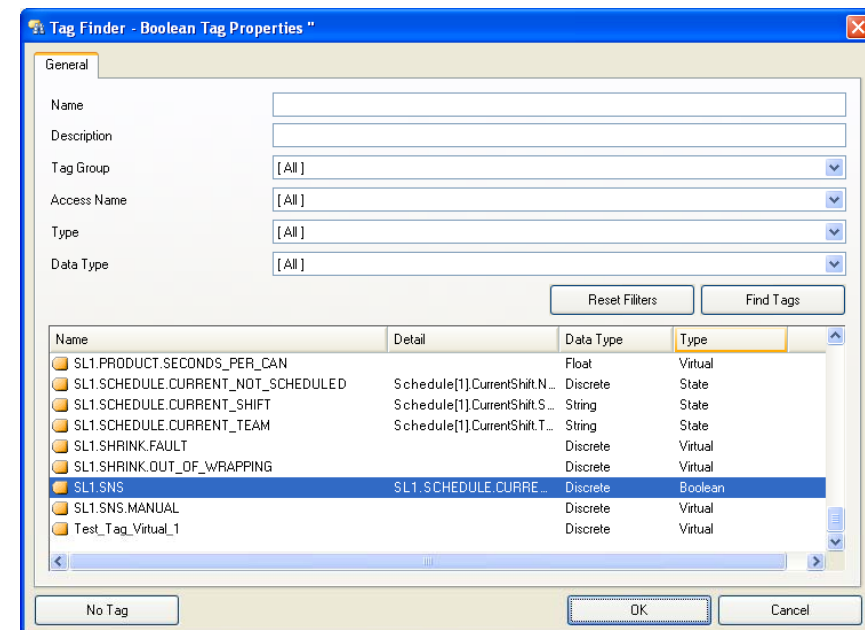 Tag Finder - Boolean Tag Properties "
General
Name
Description
Tag Group [ All ]
Access Name [ All ]
Type [ All ]
Data Type [ All ]
Reset Filiters Find Tags
Name Detail Data Type Type
SL1.PRODUCT.SECONDS_PER_CAN Float Virtual
SL1.SCHEDULE.CURRENT_NOT_SCHEDULED Schedule[1].CurrentShift.N... Discrete State
SL1.SCHEDULE.CURRENT_SHIFT Schedule[1].CurrentShift.S... String State
SL1.SCHEDULE.CURRENT_TEAM Schedule[1].CurrentShift.T... String State
SL1.SHRINK.FAULT Discrete Virtual
SL1.SHRINK.OUT_OF_WRAPPING Discrete Virtual
SL1.SNS SL1.SCHEDULE.CURRE... Discrete Boolean
SL1.SNS.MANUAL Discrete Virtual
Test_Tag_Virtual_1 Discrete Virtual
No Tag OK Cancel